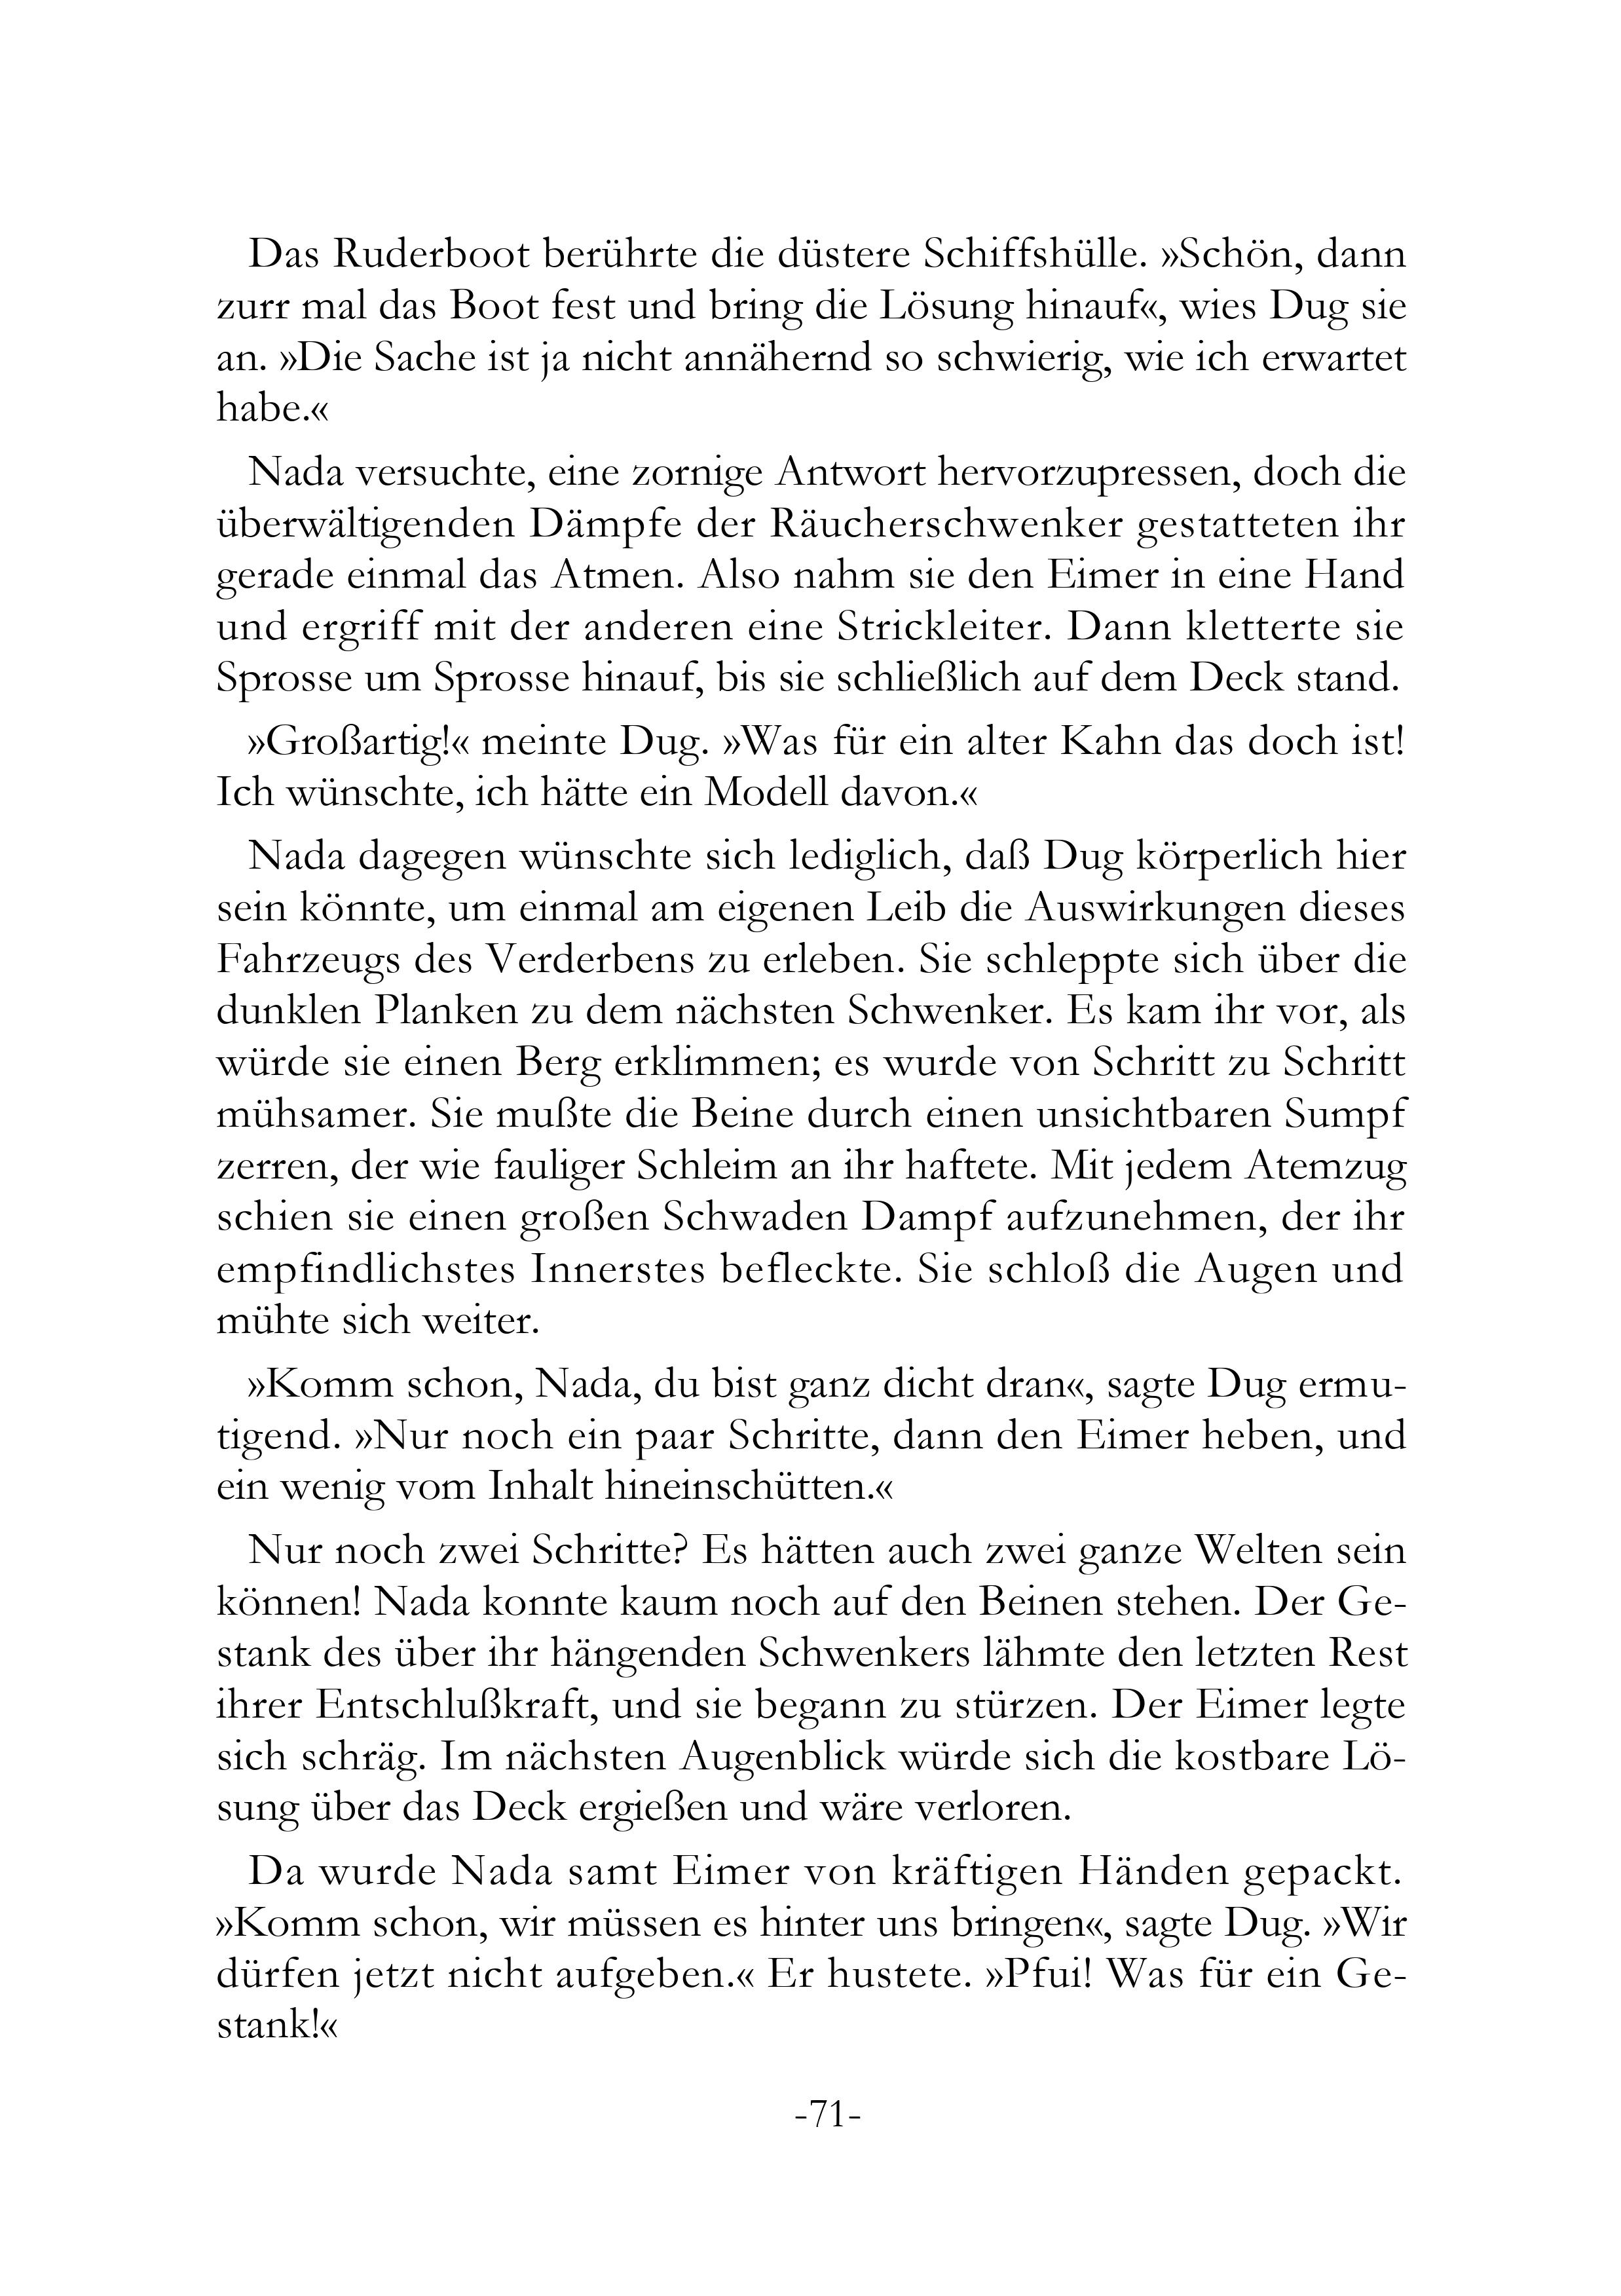 Das Ruderboot berührte die düstere Schiffshülle. »Schön, dann
zurr mal das Boot fest und bring die Lösung hinauf«, wies Dug sie
an. »Die Sache ist ja nicht annähernd so schwierig, wie ich erwartet
habe.«
Nada versuchte, eine zornige Antwort hervorzupressen, doch die
überwältigenden Dämpfe der Räucherschwenker gestatteten ihr
gerade einmal das Atmen. Also nahm sie den Eimer in eine Hand
und ergriff mit der anderen eine Strickleiter. Dann kletterte sie
Sprosse um Sprosse hinauf, bis sie schließlich auf dem Deck stand.
»Großartig!« meinte Dug. »Was für ein alter Kahn das doch ist!
Ich wünschte, ich hätte ein Modell davon.«
Nada dagegen wünschte sich lediglich, daß Dug körperlich hier
sein könnte, um einmal am eigenen Leib die Auswirkungen dieses
Fahrzeugs des Verderbens zu erleben. Sie schleppte sich über die
dunklen Planken zu dem nächsten Schwenker. Es kam ihr vor, als
würde sie einen Berg erklimmen; es wurde von Schritt zu Schritt
mühsamer. Sie mußte die Beine durch einen unsichtbaren Sumpf
zerren, der wie fauliger Schleim an ihr haftete. Mit jedem Atemzug
schien sie einen großen Schwaden Dampf aufzunehmen, der ihr
empfindlichstes Innerstes befleckte. Sie schloß die Augen und
mühte sich weiter.
»Komm schon, Nada, du bist ganz dicht dran«, sagte Dug ermu-
tigend. »Nur noch ein paar Schritte, dann den Eimer heben, und
ein wenig vom Inhalt hineinschütten.«
Nur noch zwei Schritte? Es hätten auch zwei ganze Welten sein
können! Nada konnte kaum noch auf den Beinen stehen. Der Ge-
stank des über ihr hängenden Schwenkers lähmte den letzten Rest
ihrer Entschlußkraft, und sie begann zu stürzen. Der Eimer legte
sich schräg. Im nächsten Augenblick würde sich die kostbare Lö-
sung über das Deck ergießen und wäre verloren.
Da wurde Nada samt Eimer von kräftigen Händen gepackt.
»Komm schon, wir müssen es hinter uns bringen«, sagte Dug. »Wir
dürfen jetzt nicht aufgeben.« Er hustete. »Pfui! Was für ein Ge-
stank!«
-71-